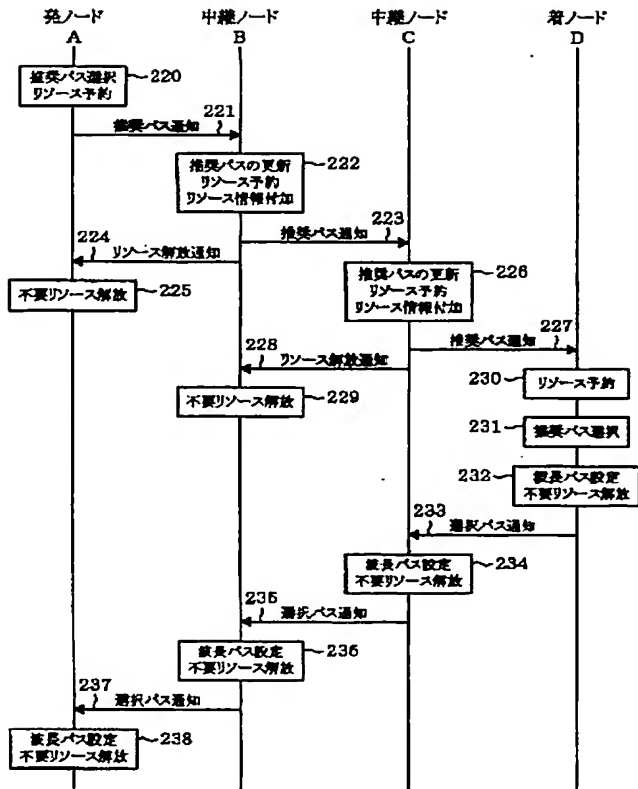 発ノード
A
中継ノード
B
中継ノード
C
着ノード
D
推奨パス選択
リソース予約
220
221
推奨パス通知
推奨パスの更新
リソース予約
リソース情報付加
222
223
推奨パス通知
224
リソース解放通知
不要リソース解放
225
推奨パスの更新
リソース予約
リソース情報付加
226
227
推奨パス通知
228
リソース解放通知
不要リソース解放
229
230
リソース予約
231
推奨パス選択
232
波長パス設定
不要リソース解放
233
選択パス通知
波長パス設定
不要リソース解放
234
235
選択パス通知
波長パス設定
不要リソース解放
236
237
選択パス通知
波長パス設定
不要リソース解放
238